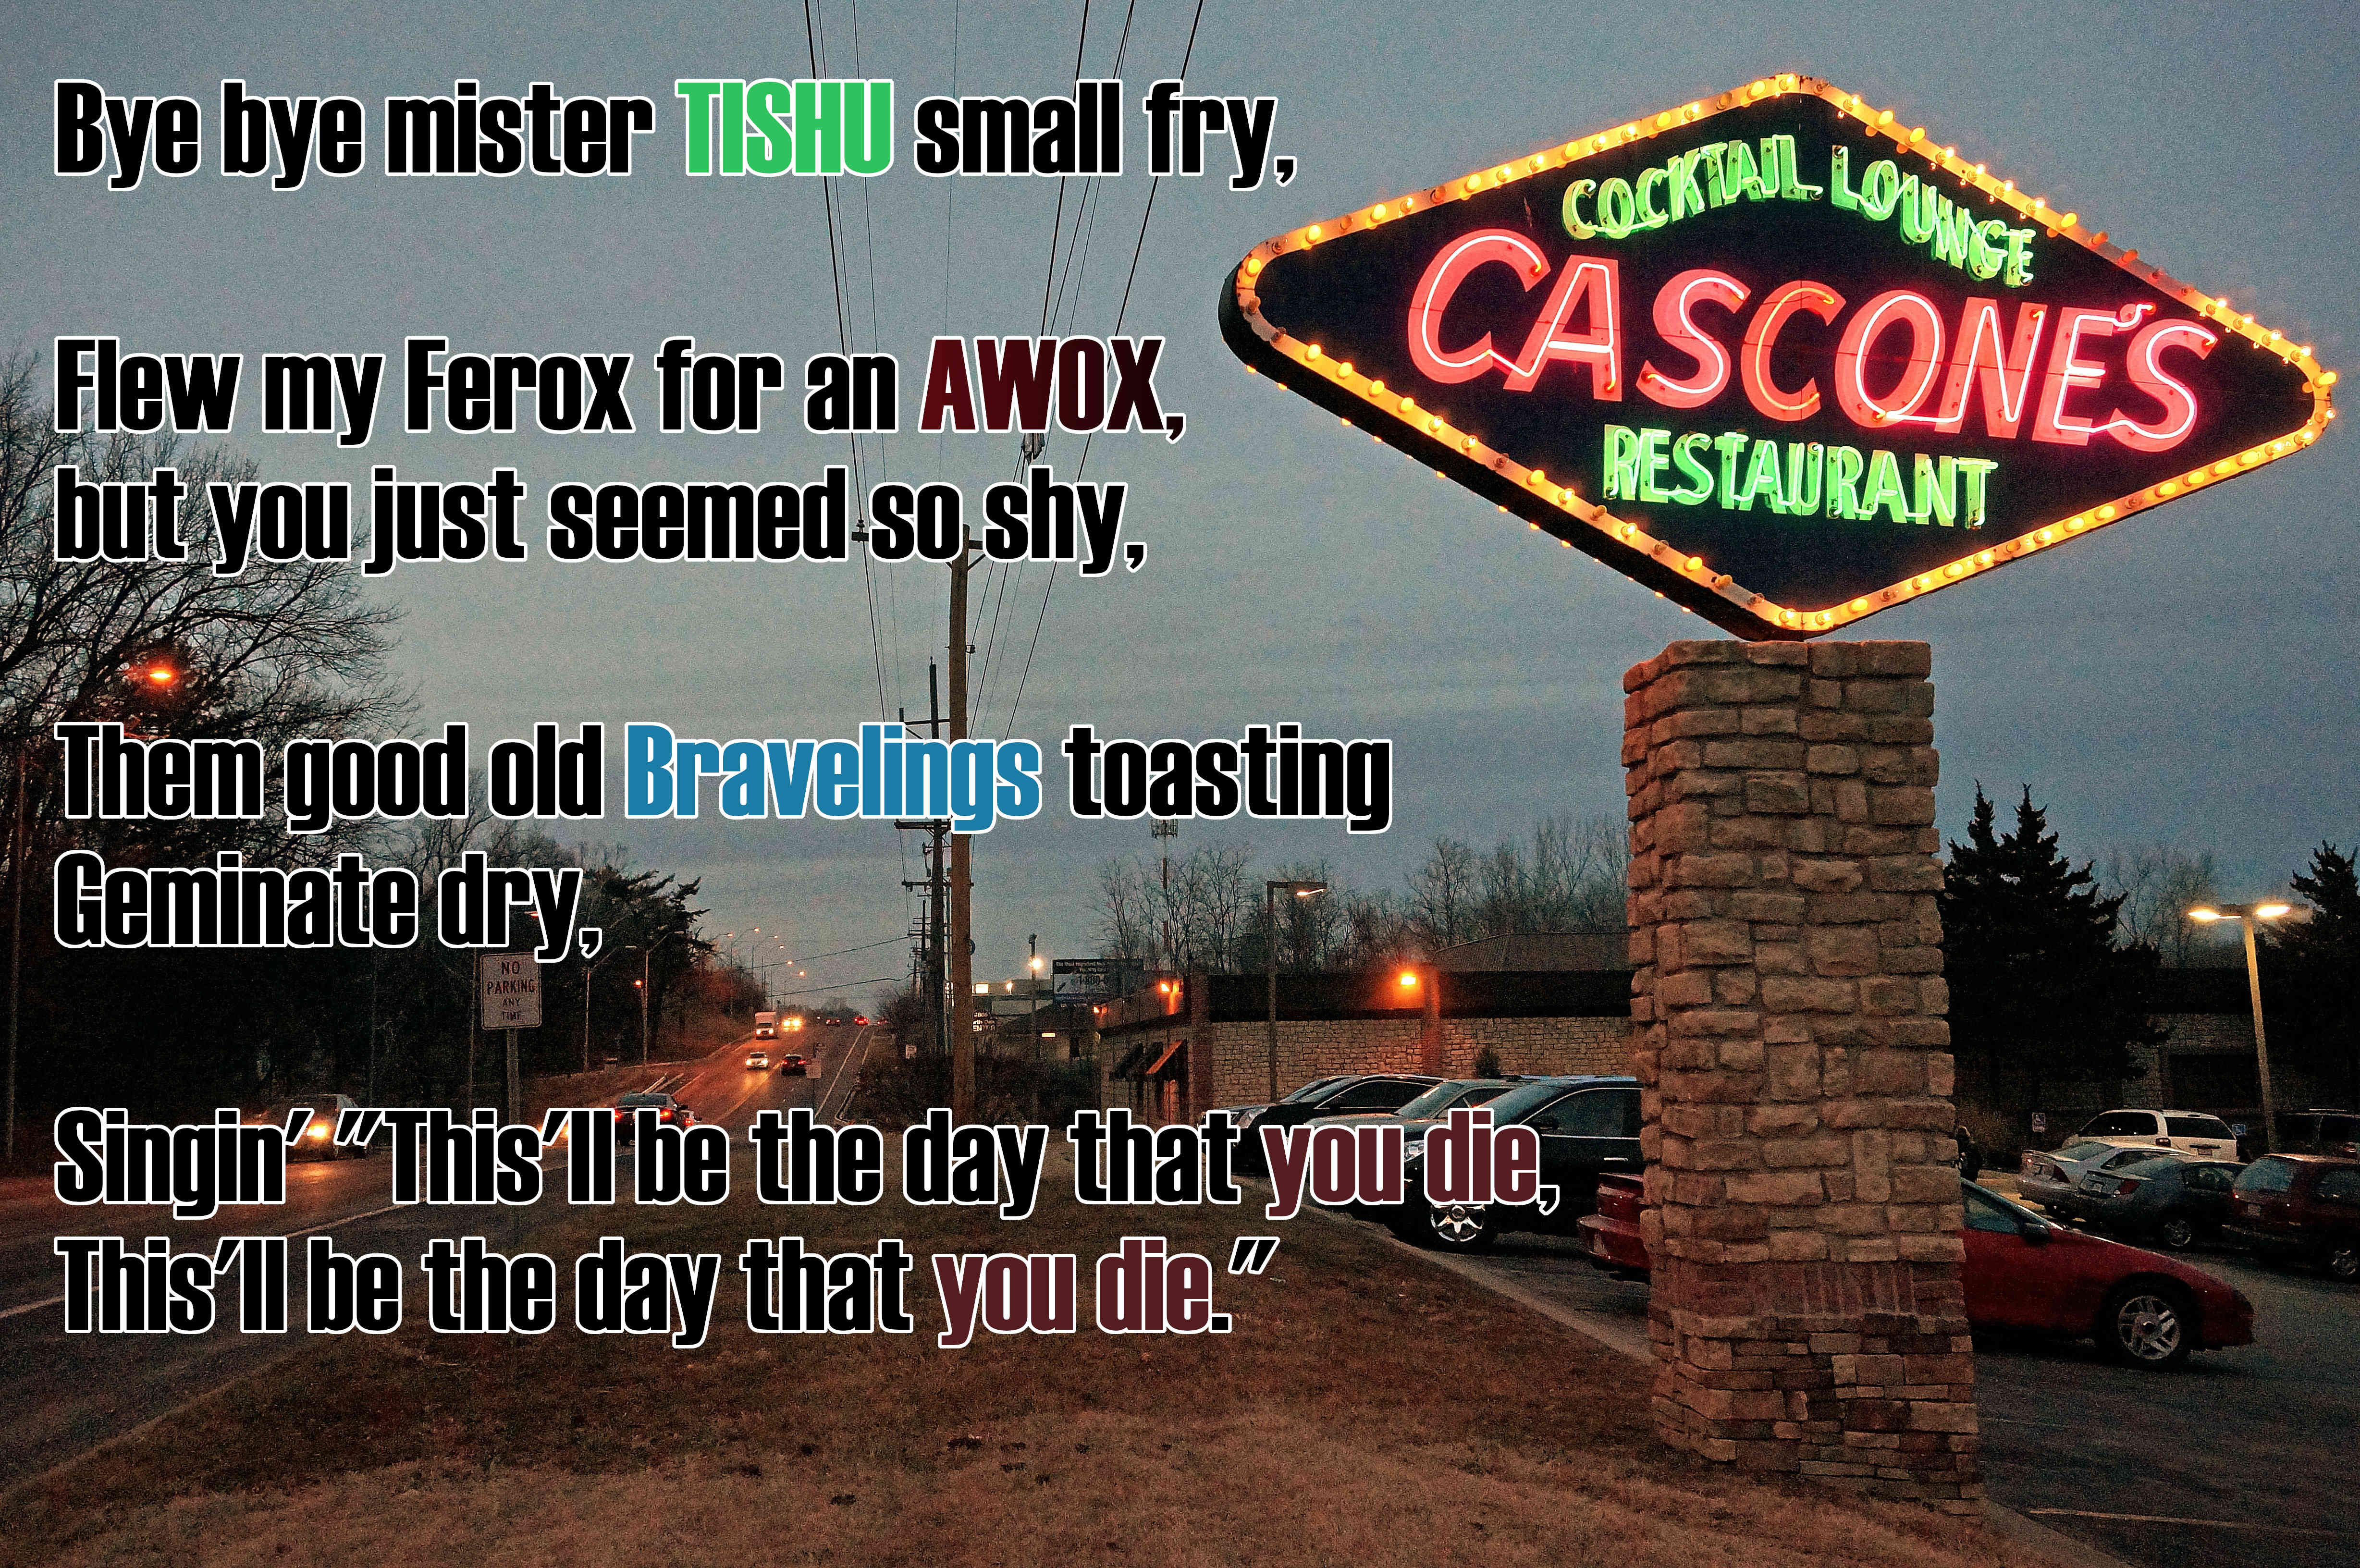 Bye bye mister TISHU small fry,
Flew my Ferox for an AWOX,
but you just seemed so shy,
Them good old Bravelings toasting
Geminate dry,
Singin' "This'll be the day that you die,
This'll be the day that you die."
COCKTAIL LOUNGE
CASCONE'S
RESTAURANT
NO
PARKING
ANY
TIME